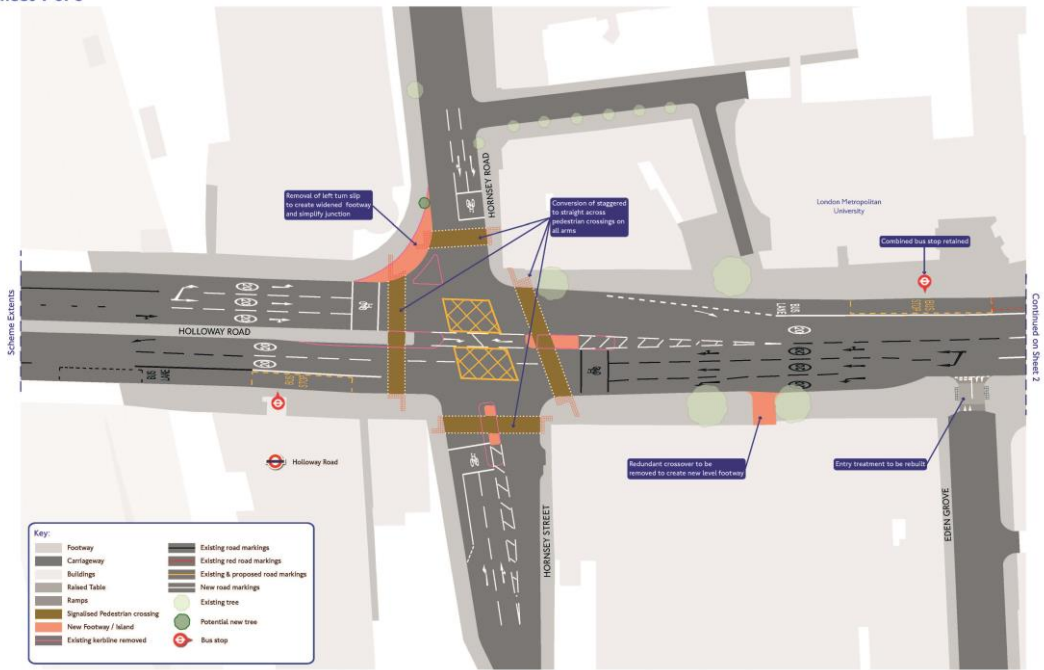 Scheme Extents
HOLLOWAY ROAD
Removal of left turn slip
to create widened footway
and simplify junction
HORNSEY ROAD
Conversion of staggered
to straight across
pedestrian crossings on
all arms
London Metropolitan
University
Combined bus stop retained
BUS
LANE
BUS
STOP
Continued on Sheet 2
BUS
LANE
BUS
STOP
Holloway Road
HORNSEY STREET
Redundant crossover to be
removed to create new level footway
Entry treatment to be rebuilt
EDEN GROVE
Key:
Footway
Carriageway
Buildings
Raised Table
Ramps
Signalised Pedestrian crossing
New Footway / Island
Existing kerbline removed
Existing road markings
Existing red road markings
Existing & proposed road markings
New road markings
Existing tree
Potential new tree
Bus stop